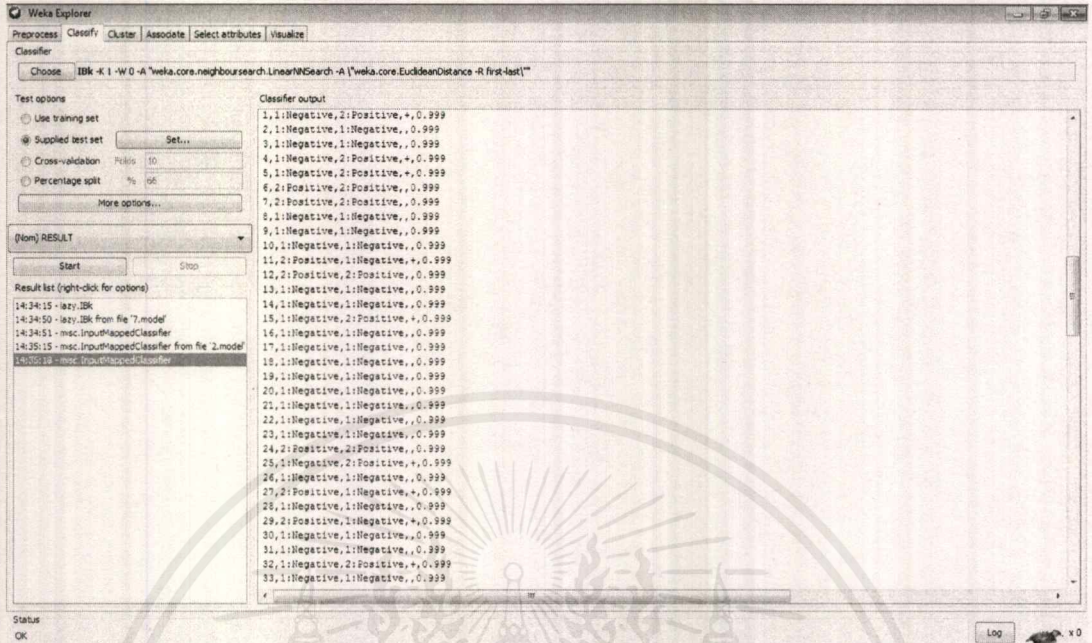 Weka Explorer
Preprocess Classify Cluster Associate Select attributes Visualize
Classifier
Choose IBk -K 1 -W 0 -A "weka.core.neighboursearch.LinearNNSearch -A \"weka.core.EuclideanDistance -R first-last\""
Test options
Use training set
Supplied test set Set...
Cross-validation Folds 10
Percentage split % 66
More options...
(Nom) RESULT
Start Stop
Result list (right-click for options)
14:34:15 - lazy.IBk
14:34:50 - lazy.IBk from file '7.model'
14:34:51 - misc.InputMappedClassifier
14:35:15 - misc.InputMappedClassifier from file '2.model'
14:35:18 - misc.InputMappedClassifier
Classifier output
1,1:Negative,2:Positive,+,0.999
2,1:Negative,1:Negative,,0.999
3,1:Negative,1:Negative,,0.999
4,1:Negative,2:Positive,+,0.999
5,1:Negative,2:Positive,+,0.999
6,2:Positive,2:Positive,,0.999
7,2:Positive,2:Positive,,0.999
8,1:Negative,1:Negative,,0.999
9,1:Negative,1:Negative,,0.999
10,1:Negative,1:Negative,,0.999
11,2:Positive,1:Negative,+,0.999
12,2:Positive,2:Positive,,0.999
13,1:Negative,1:Negative,,0.999
14,1:Negative,1:Negative,,0.999
15,1:Negative,2:Positive,+,0.999
16,1:Negative,1:Negative,,0.999
17,1:Negative,1:Negative,,0.999
18,1:Negative,1:Negative,,0.999
19,1:Negative,1:Negative,,0.999
20,1:Negative,1:Negative,,0.999
21,1:Negative,1:Negative,,0.999
22,1:Negative,1:Negative,,0.999
23,1:Negative,1:Negative,,0.999
24,2:Positive,2:Positive,,0.999
25,1:Negative,2:Positive,+,0.999
26,1:Negative,1:Negative,,0.999
27,2:Positive,1:Negative,+,0.999
28,1:Negative,1:Negative,,0.999
29,2:Positive,1:Negative,+,0.999
30,1:Negative,1:Negative,,0.999
31,1:Negative,1:Negative,,0.999
32,1:Negative,2:Positive,+,0.999
33,1:Negative,1:Negative,,0.999
Status
OK
Log x 0